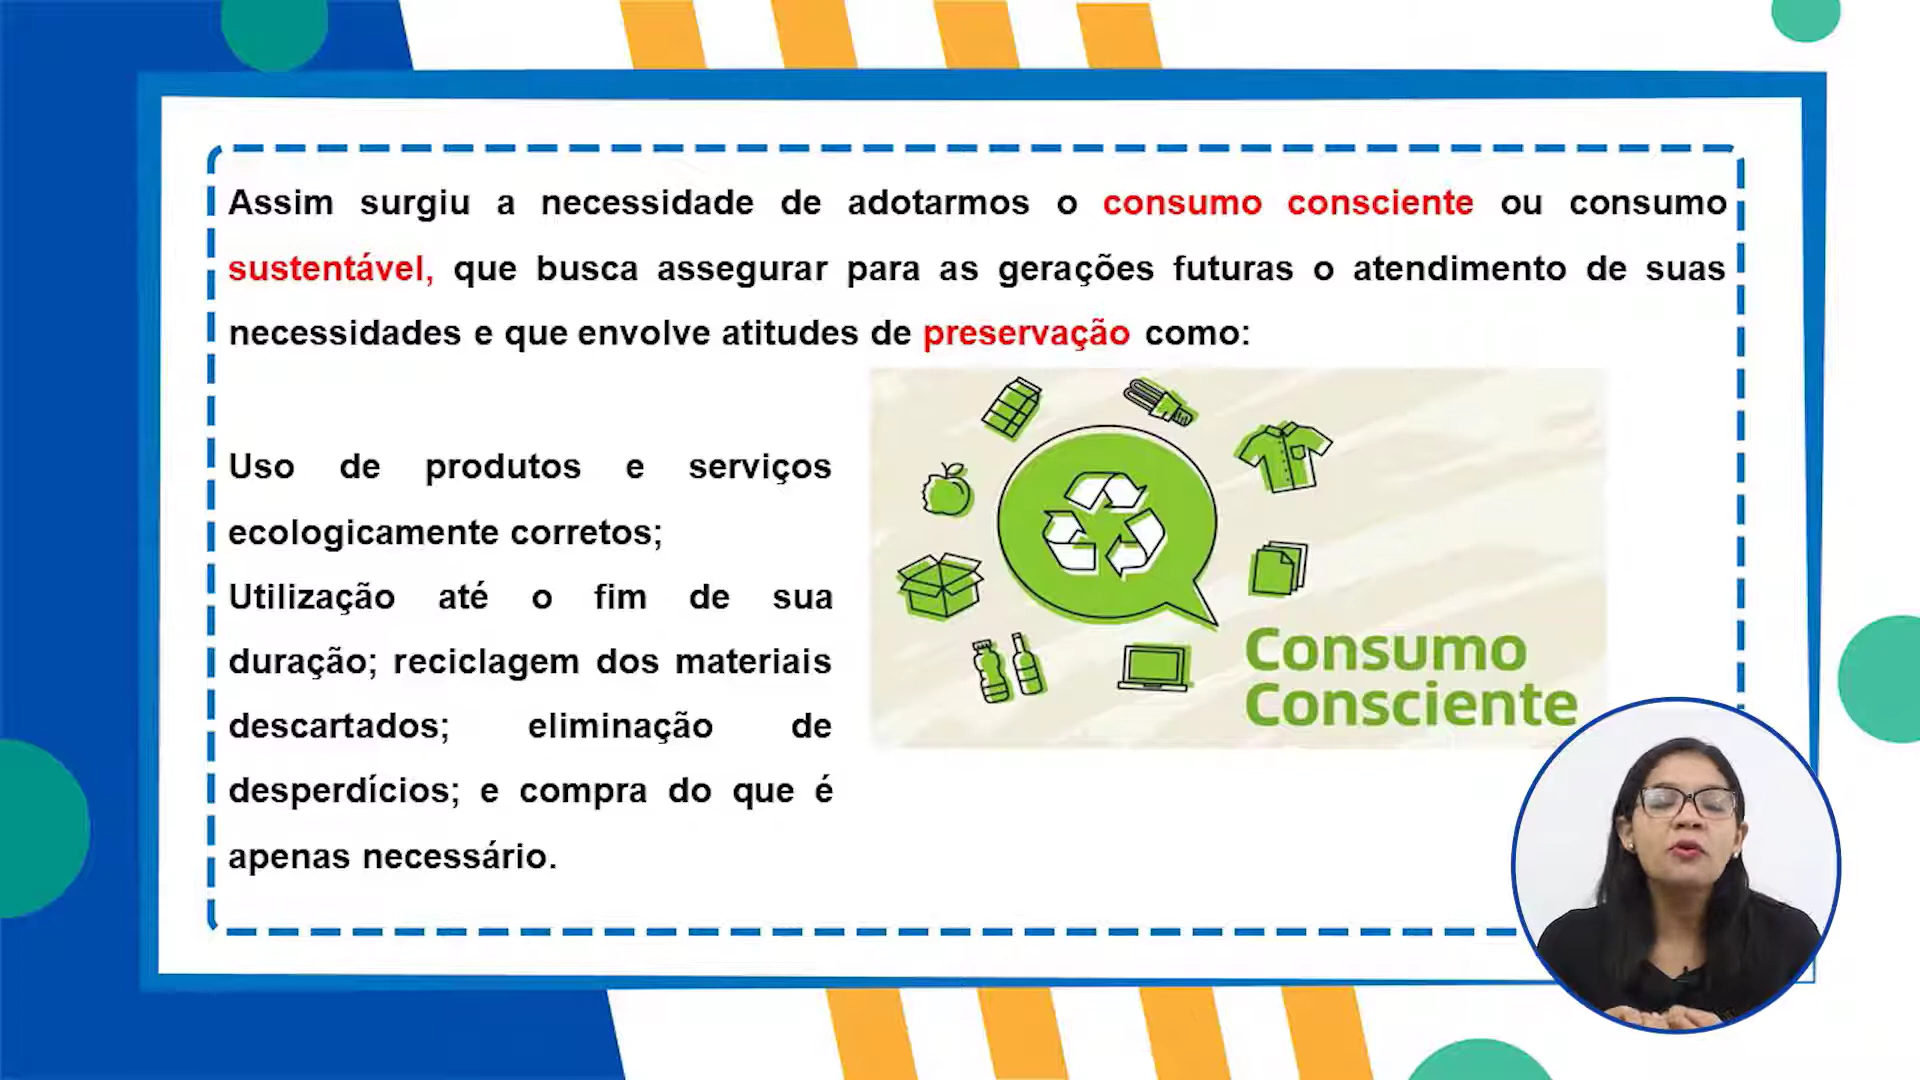 Assim surgiu a necessidade de adotarmos o consumo consciente ou consumo
sustentável, que busca assegurar para as gerações futuras o atendimento de suas
necessidades e que envolve atitudes de preservação como:
Uso de produtos e serviços
ecologicamente corretos;
Utilização até o fim de sua
duração; reciclagem dos materiais
descartados; eliminação de
desperdícios; e compra do que é
apenas necessário.
Consumo
Consciente